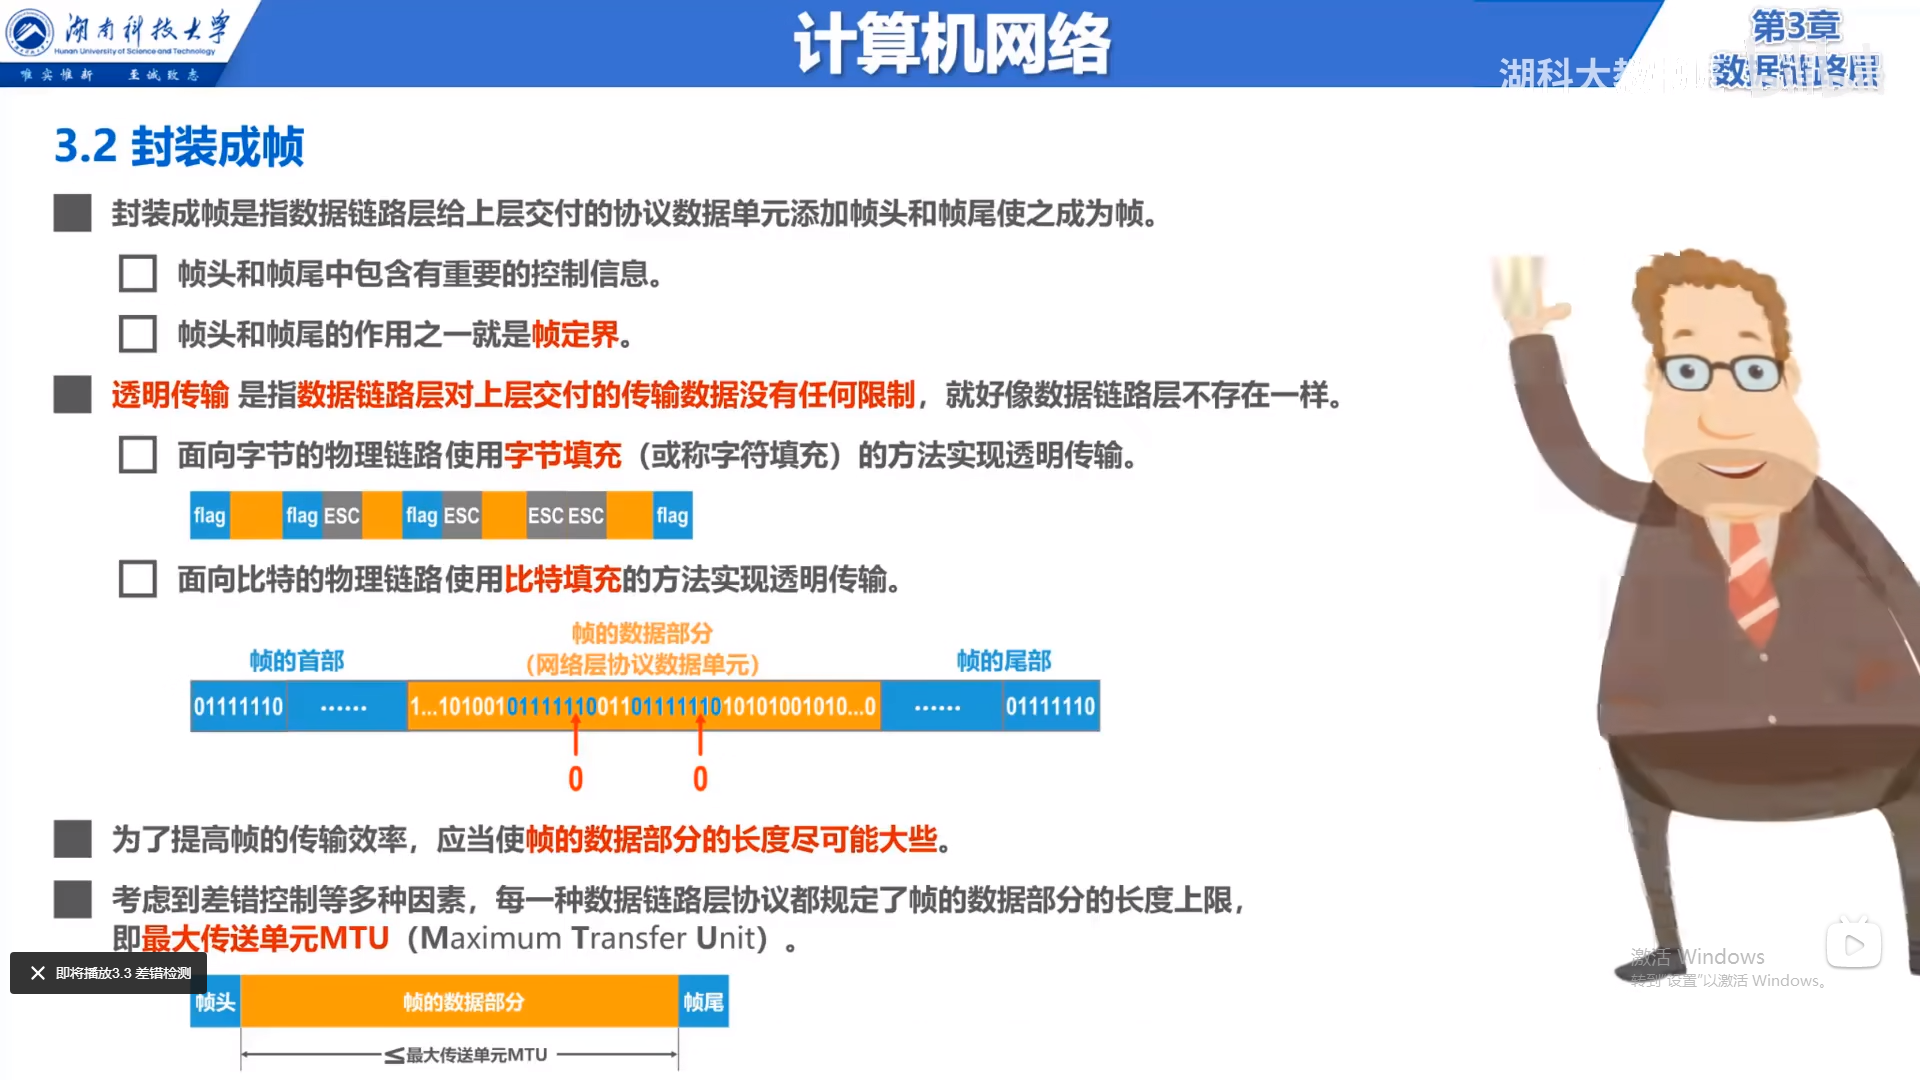 湖南科技大学
Hunan University of Science and Technology
唯实惟新 至诚致志
计算机网络
第3章
数据链路层
湖科大教
3.2 封装成帧
封装成帧是指数据链路层给上层交付的协议数据单元添加帧头和帧尾使之成为帧。
帧头和帧尾中包含有重要的控制信息。
帧头和帧尾的作用之一就是帧定界。
透明传输 是指数据链路层对上层交付的传输数据没有任何限制，就好像数据链路层不存在一样。
面向字节的物理链路使用字节填充（或称字符填充）的方法实现透明传输。
flag flag ESC flag ESC ESC ESC flag
面向比特的物理链路使用比特填充的方法实现透明传输。
帧的数据部分
帧的首部 （网络层协议数据单元） 帧的尾部
01111110 …… 1…1010010111111000110111111010101001010…0 …… 01111110
0 0
为了提高帧的传输效率，应当使帧的数据部分的长度尽可能大些。
考虑到差错控制等多种因素，每一种数据链路层协议都规定了帧的数据部分的长度上限，
即最大传送单元MTU（Maximum Transfer Unit）。
激活 Windows
转到"设置"以激活 Windows。
即将播放3.3 差错检测
帧头 帧的数据部分 帧尾
≤最大传送单元MTU